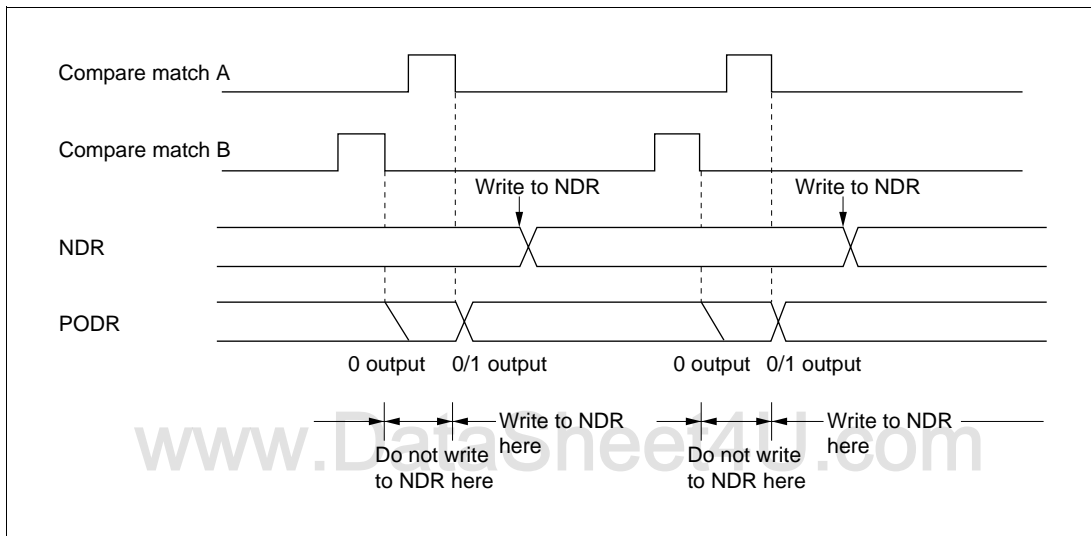 Compare match A
Compare match B
Write to NDR
Write to NDR
NDR
PODR
0 output
0/1 output
0 output
0/1 output
Write to NDR
here
Do not write
to NDR here
Write to NDR
here
Do not write
to NDR here
www.DataSheet4U.com